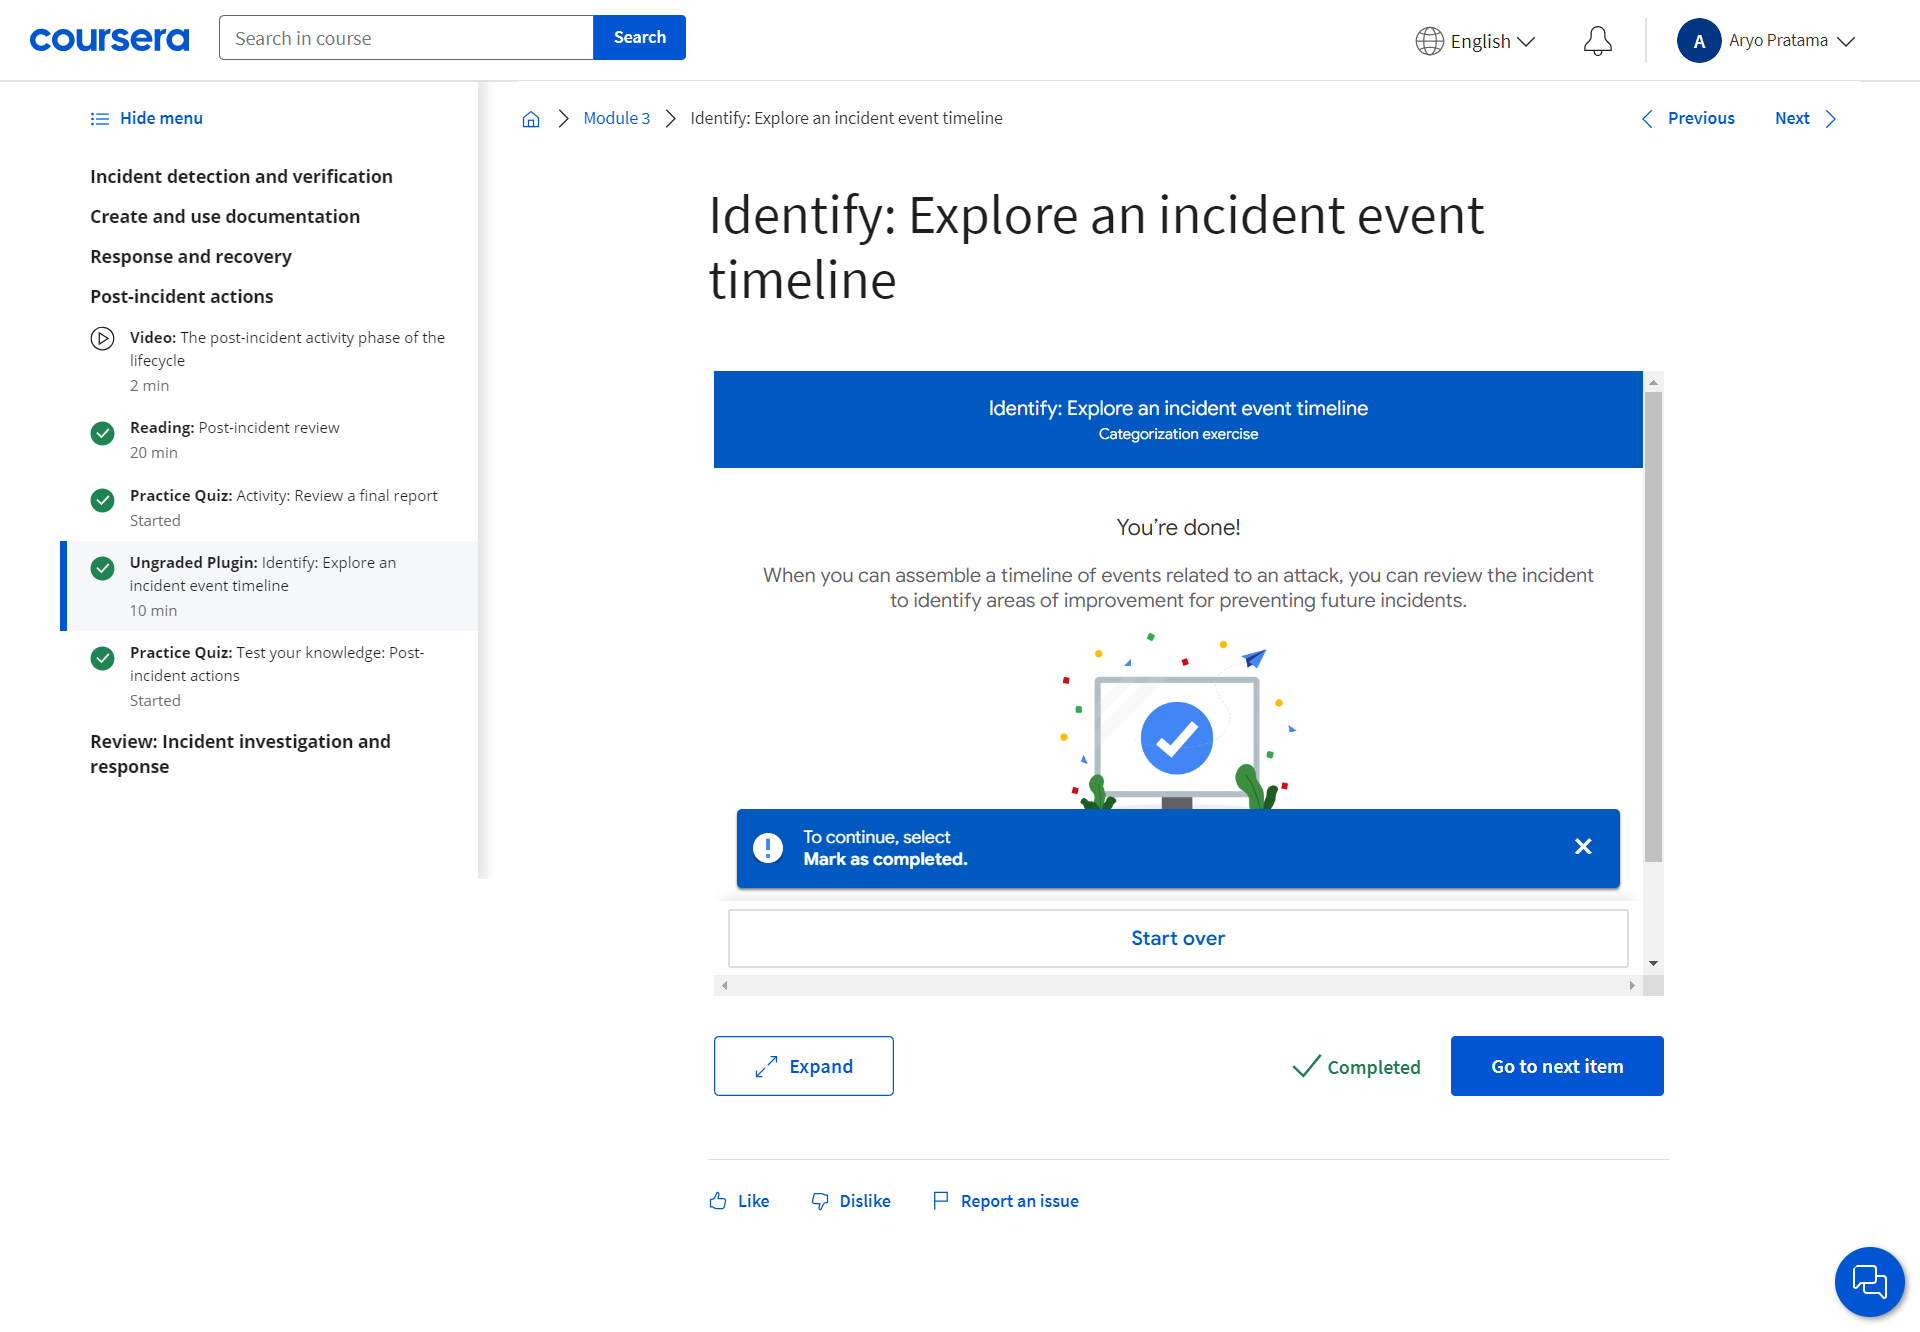 coursera
Search in course
Search
English
A
Aryo Pratama
Hide menu
Incident detection and verification
Create and use documentation
Response and recovery
Post-incident actions
Video: The post-incident activity phase of the
lifecycle
2 min
Reading: Post-incident review
20 min
Practice Quiz: Activity: Review a final report
Started
Ungraded Plugin: Identify: Explore an
incident event timeline
10 min
Practice Quiz: Test your knowledge: Post-
incident actions
Started
Review: Incident investigation and
response
Module 3
Identify: Explore an incident event timeline
Previous
Next
Identify: Explore an incident event
timeline
Identify: Explore an incident event timeline
Categorization exercise
You’re done!
When you can assemble a timeline of events related to an attack, you can review the incident
to identify areas of improvement for preventing future incidents.
To continue, select
Mark as completed.
Start over
Expand
Completed
Go to next item
Like
Dislike
Report an issue